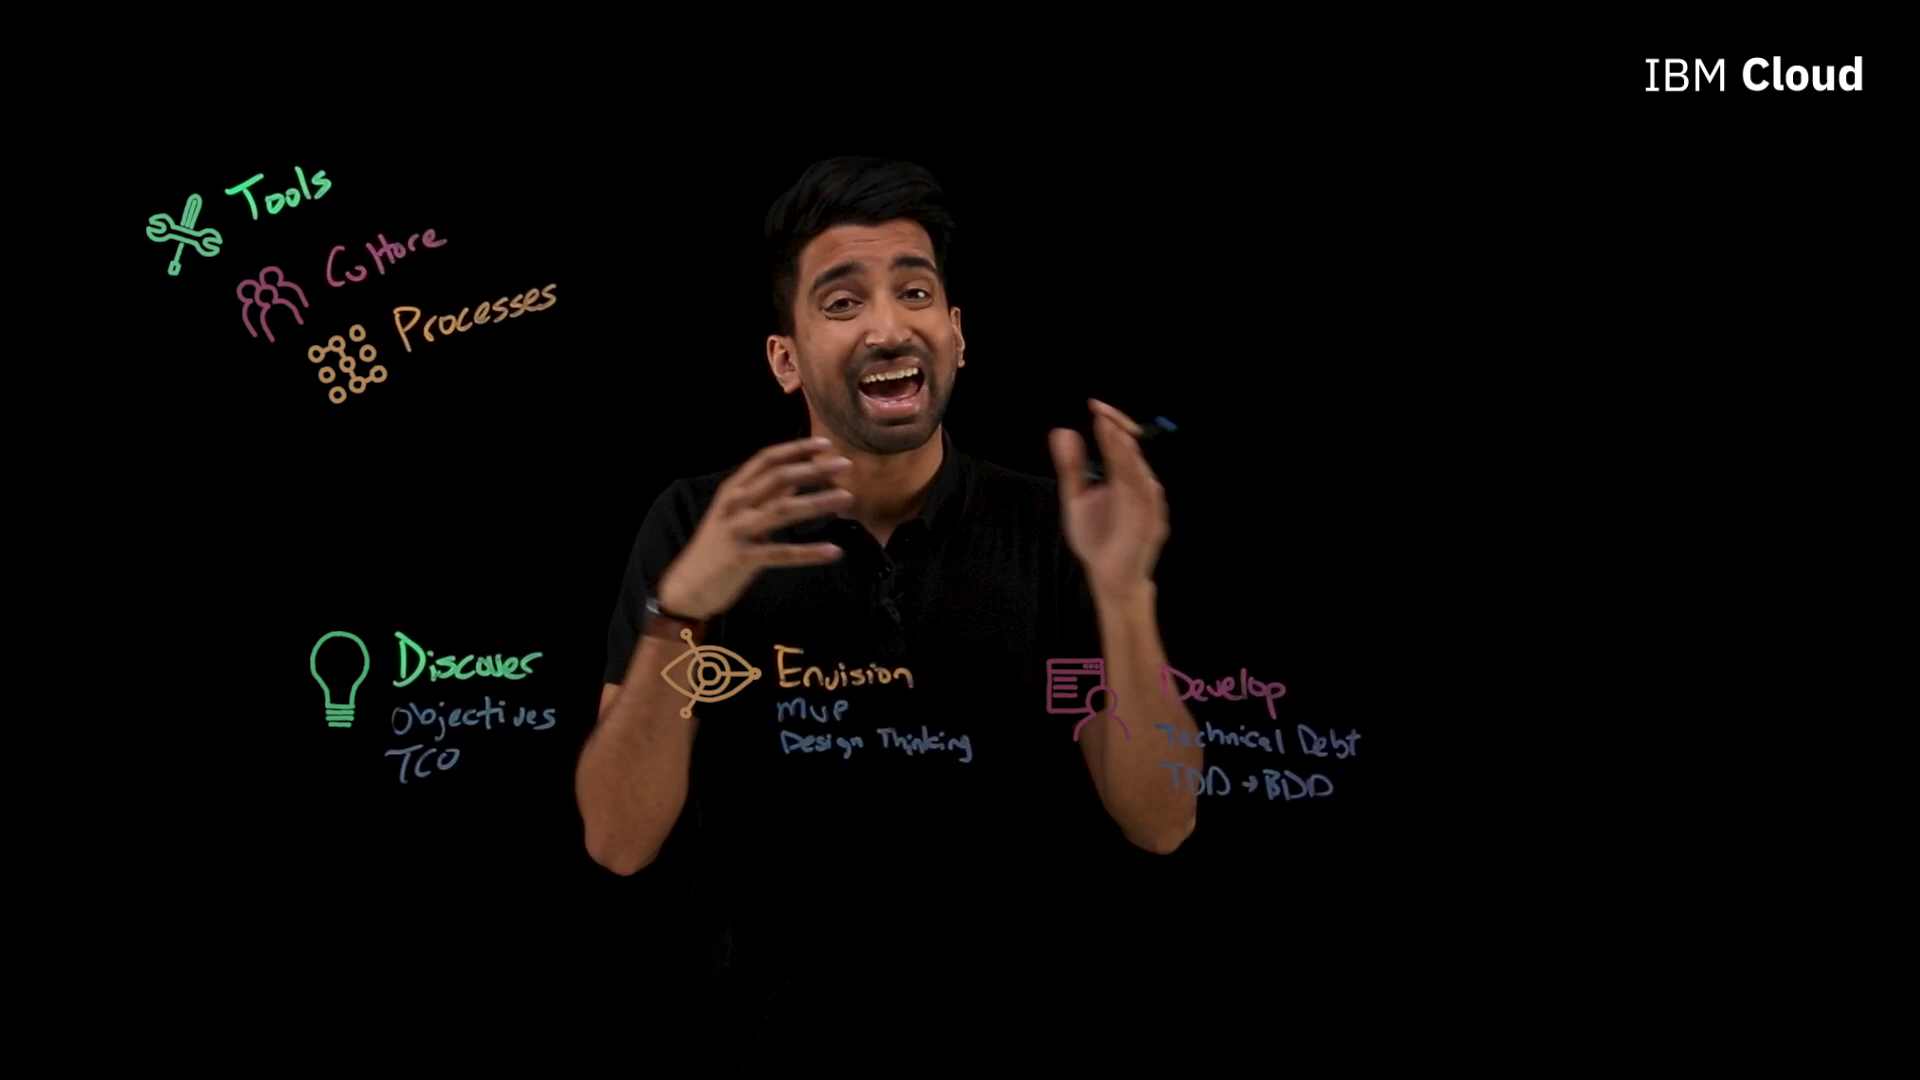 IBM Cloud
Tools
Culture
Processes
Discover
Objectives
TCO
Envision
MVP
Design Thinking
Develop
Technical Debt
TDD → BDD